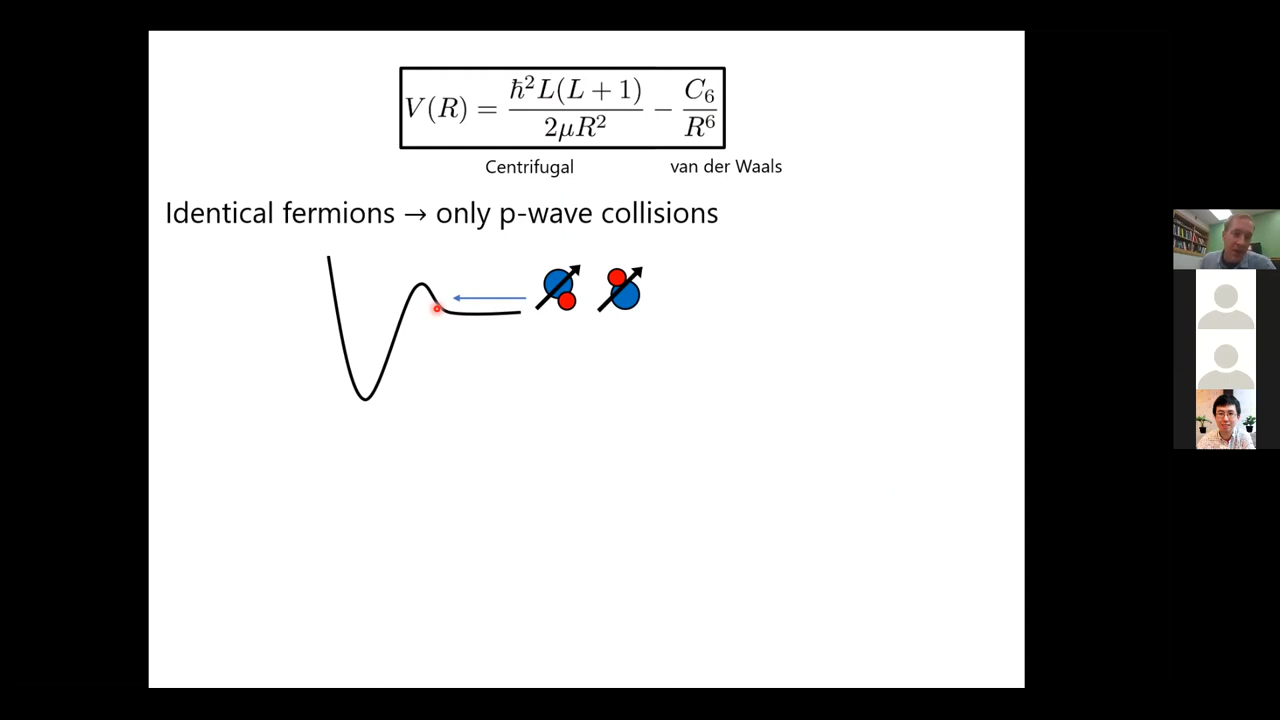 V(R) = ħ²L(L + 1)/2μR² − C₆/R⁶
Centrifugal van der Waals
Identical fermions → only p-wave collisions